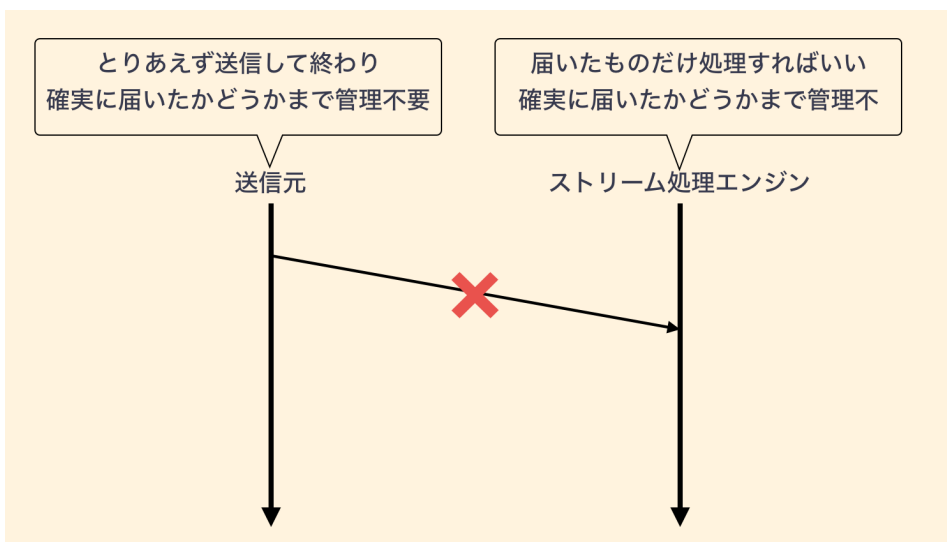 とりあえず送信して終わり
確実に届いたかどうかまで管理不要
届いたものだけ処理すればいい
確実に届いたかどうかまで管理不
送信元
ストリーム処理エンジン